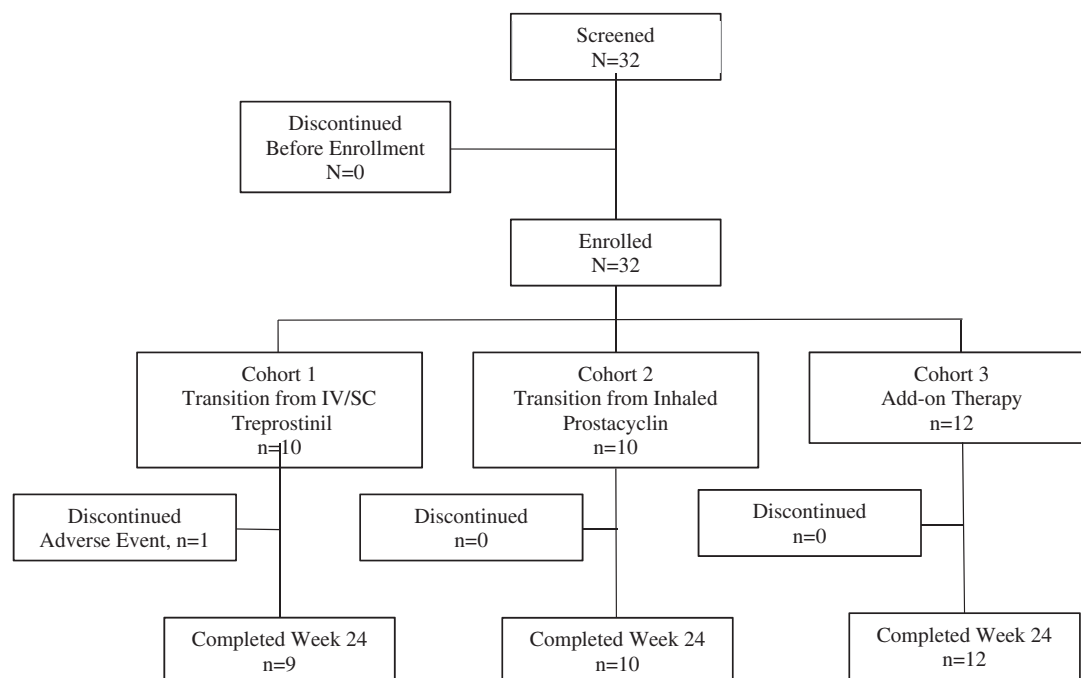 Screened
N=32
Discontinued
Before Enrollment
N=0
Enrolled
N=32
Cohort 1
Transition from IV/SC
Treprostinil
n=10
Cohort 2
Transition from Inhaled
Prostacyclin
n=10
Cohort 3
Add-on Therapy
n=12
Discontinued
Adverse Event, n=1
Discontinued
n=0
Discontinued
n=0
Completed Week 24
n=9
Completed Week 24
n=10
Completed Week 24
n=12